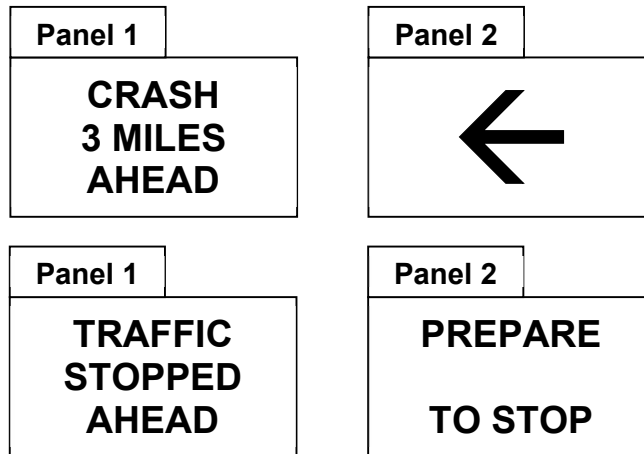 Panel 1
CRASH
3 MILES
AHEAD
Panel 2
Panel 1
TRAFFIC
STOPPED
AHEAD
Panel 2
PREPARE
TO STOP